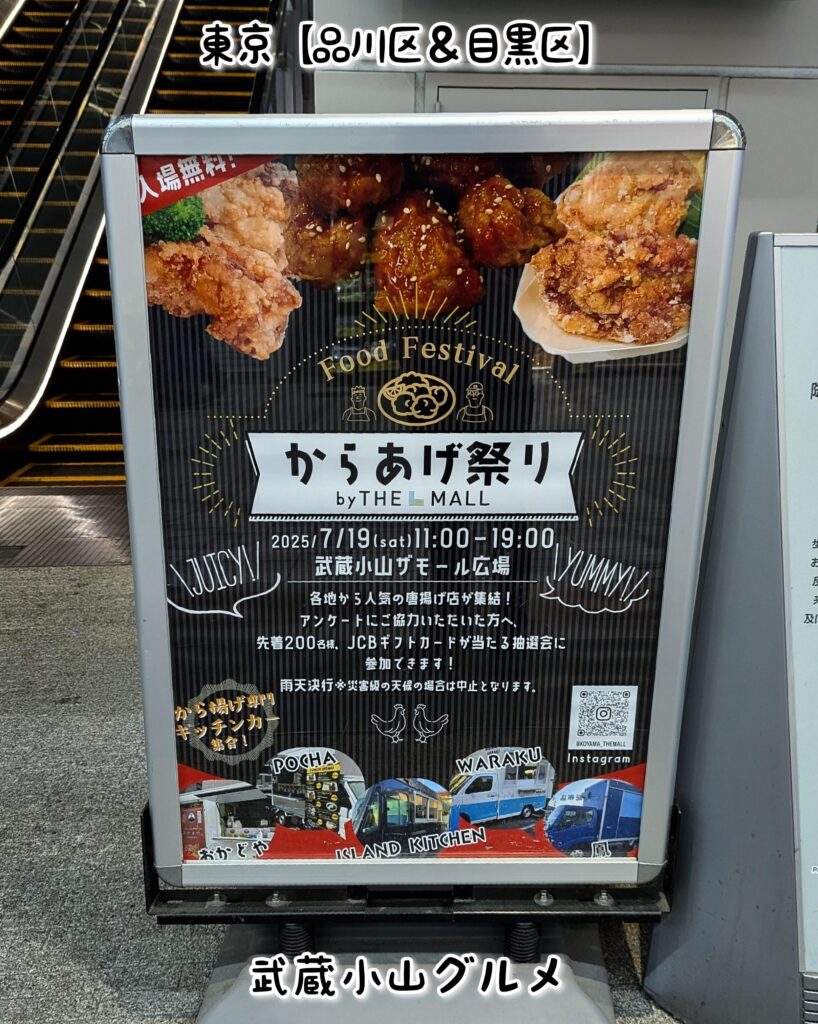 東京【品川区&目黒区】
入場無料!
Food Festival
からあげ祭り
by THE MALL
2025/7/19(sat)11:00-19:00
武蔵小山ザモール広場
\JUICY!/
\YUMMY!/
各地から人気の唐揚げ店が集結!
アンケートにご協力いただいた方へ、
先着200名様、JCBギフトカードが当たる抽選会に
参加できます!
雨天決行※災害級の天候の場合は中止となります。
から揚げ専門
キッチンカー
集合!
@KOYAMA_THEMALL
Instagram
POCHA
WARAKU
おかどや
ISLAND KITCHEN
凰
武蔵小山グルメ